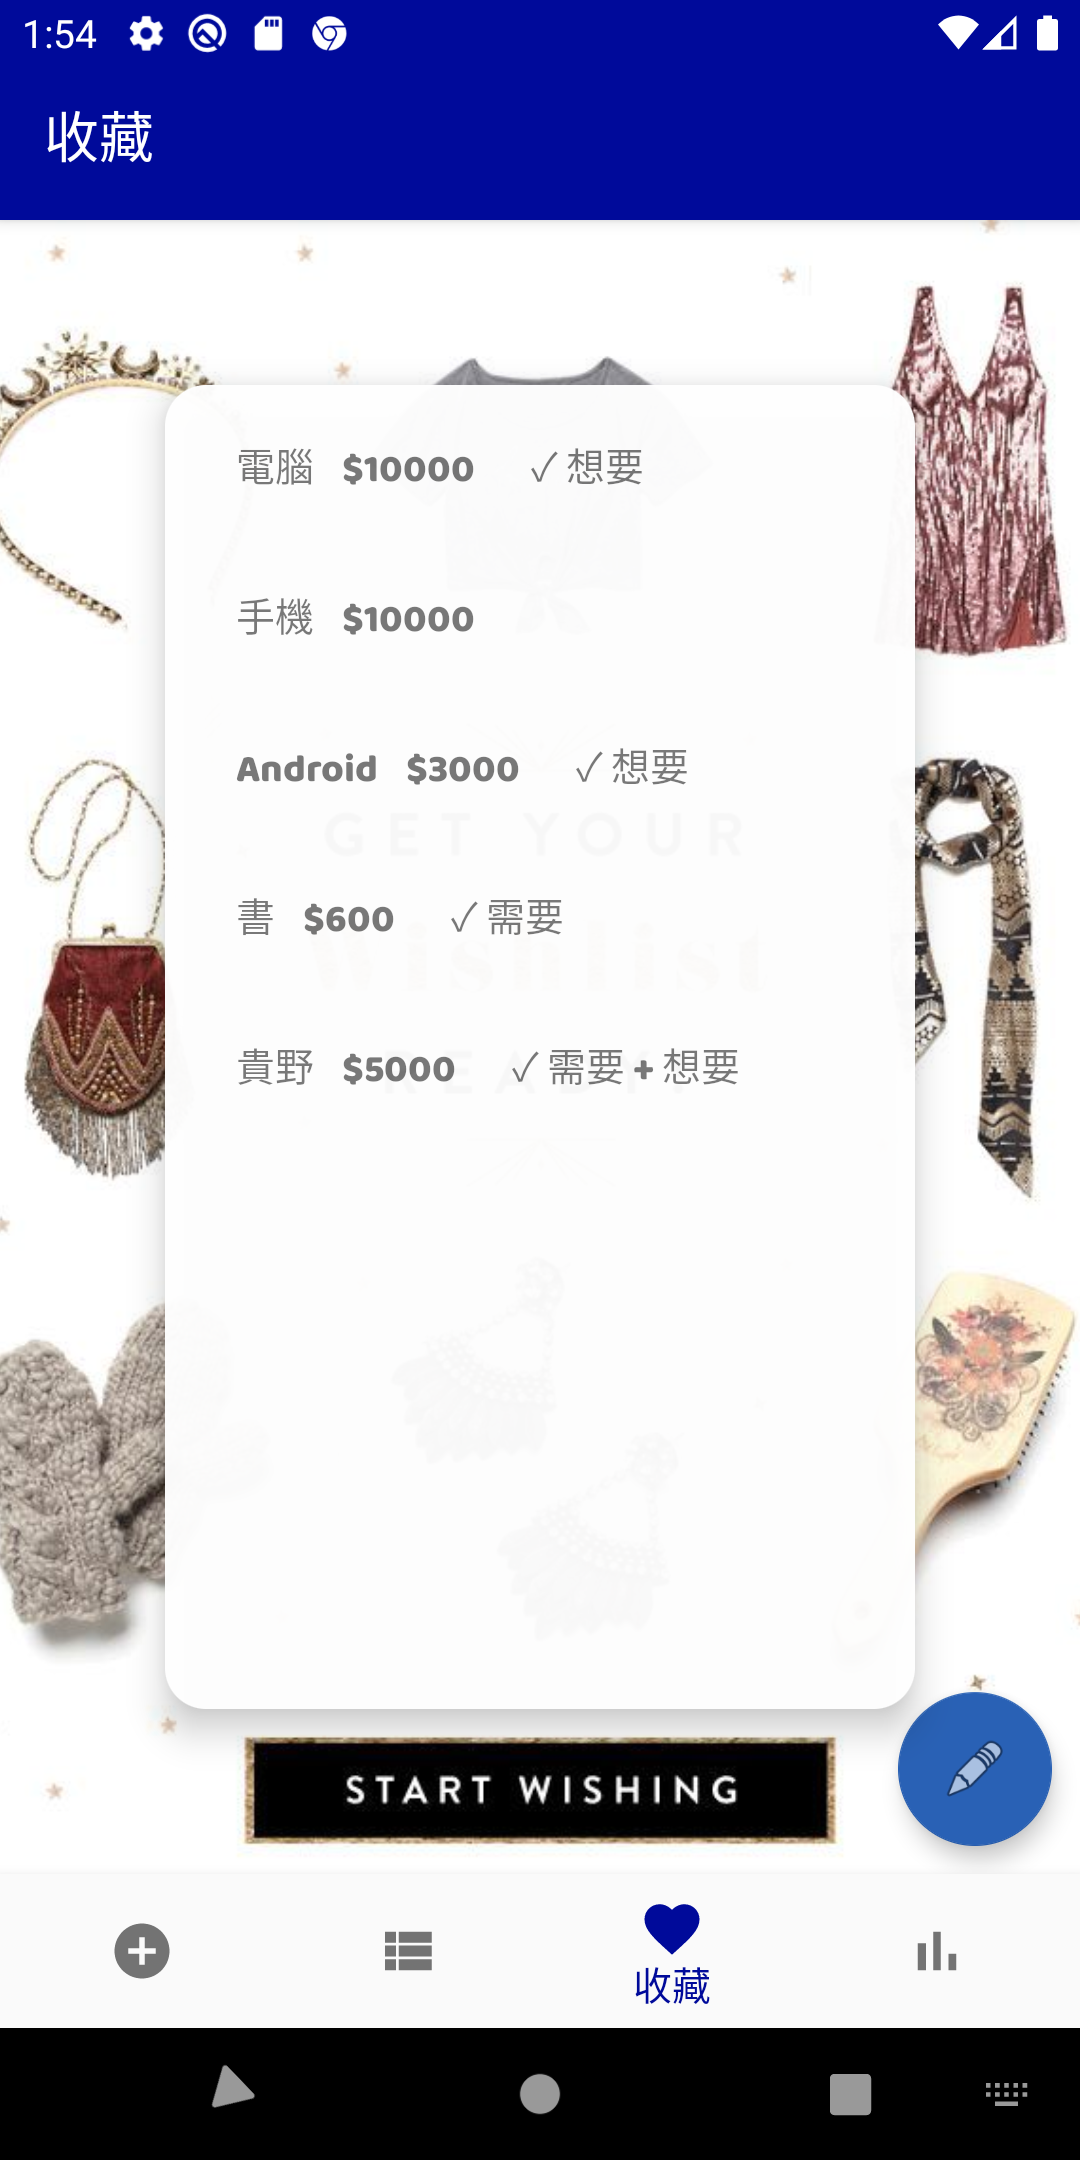 1:54
收藏
電腦 $10000 ✓ 想要
手機 $10000
Android $3000 ✓ 想要
GET YOUR
書 $600 ✓ 需要
Wishlist
貴野 $5000 ✓ 需要 + 想要
START WISHING
收藏